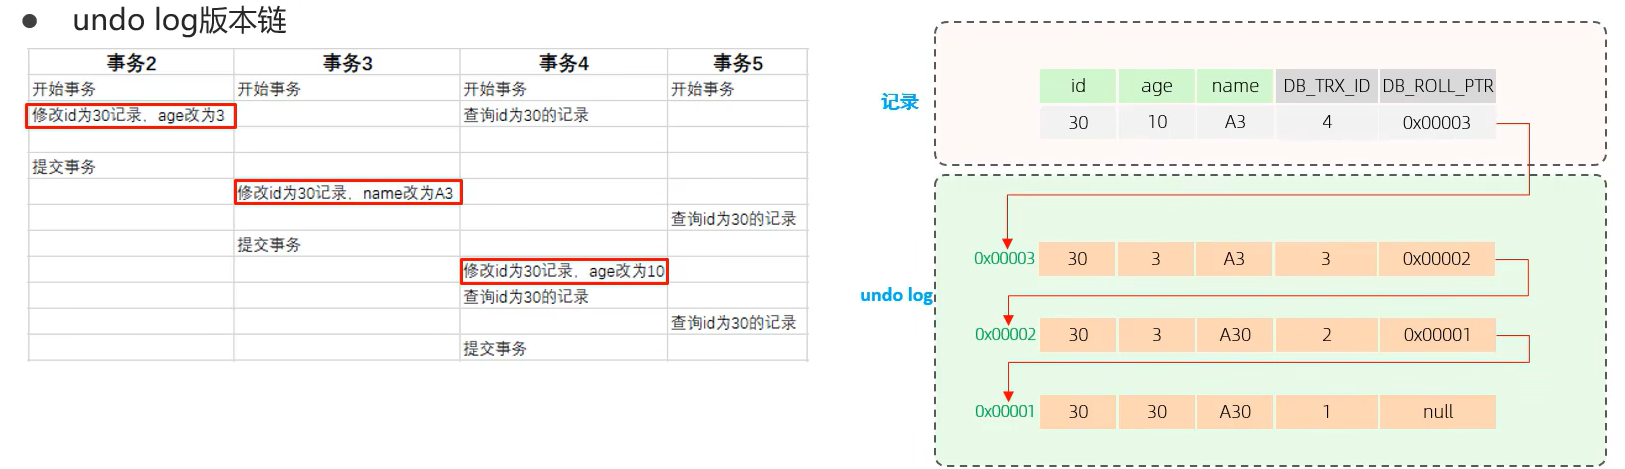 ● undo log版本链
事务2 事务3 事务4 事务5
开始事务 开始事务 开始事务 开始事务
修改id为30记录，age改为3 查询id为30的记录
提交事务
修改id为30记录，name改为A3
查询id为30的记录
提交事务
修改id为30记录，age改为10
查询id为30的记录
查询id为30的记录
提交事务
记录
id age name DB_TRX_ID DB_ROLL_PTR
30 10 A3 4 0x00003
undo log
0x00003 30 3 A3 3 0x00002
0x00002 30 3 A30 2 0x00001
0x00001 30 30 A30 1 null